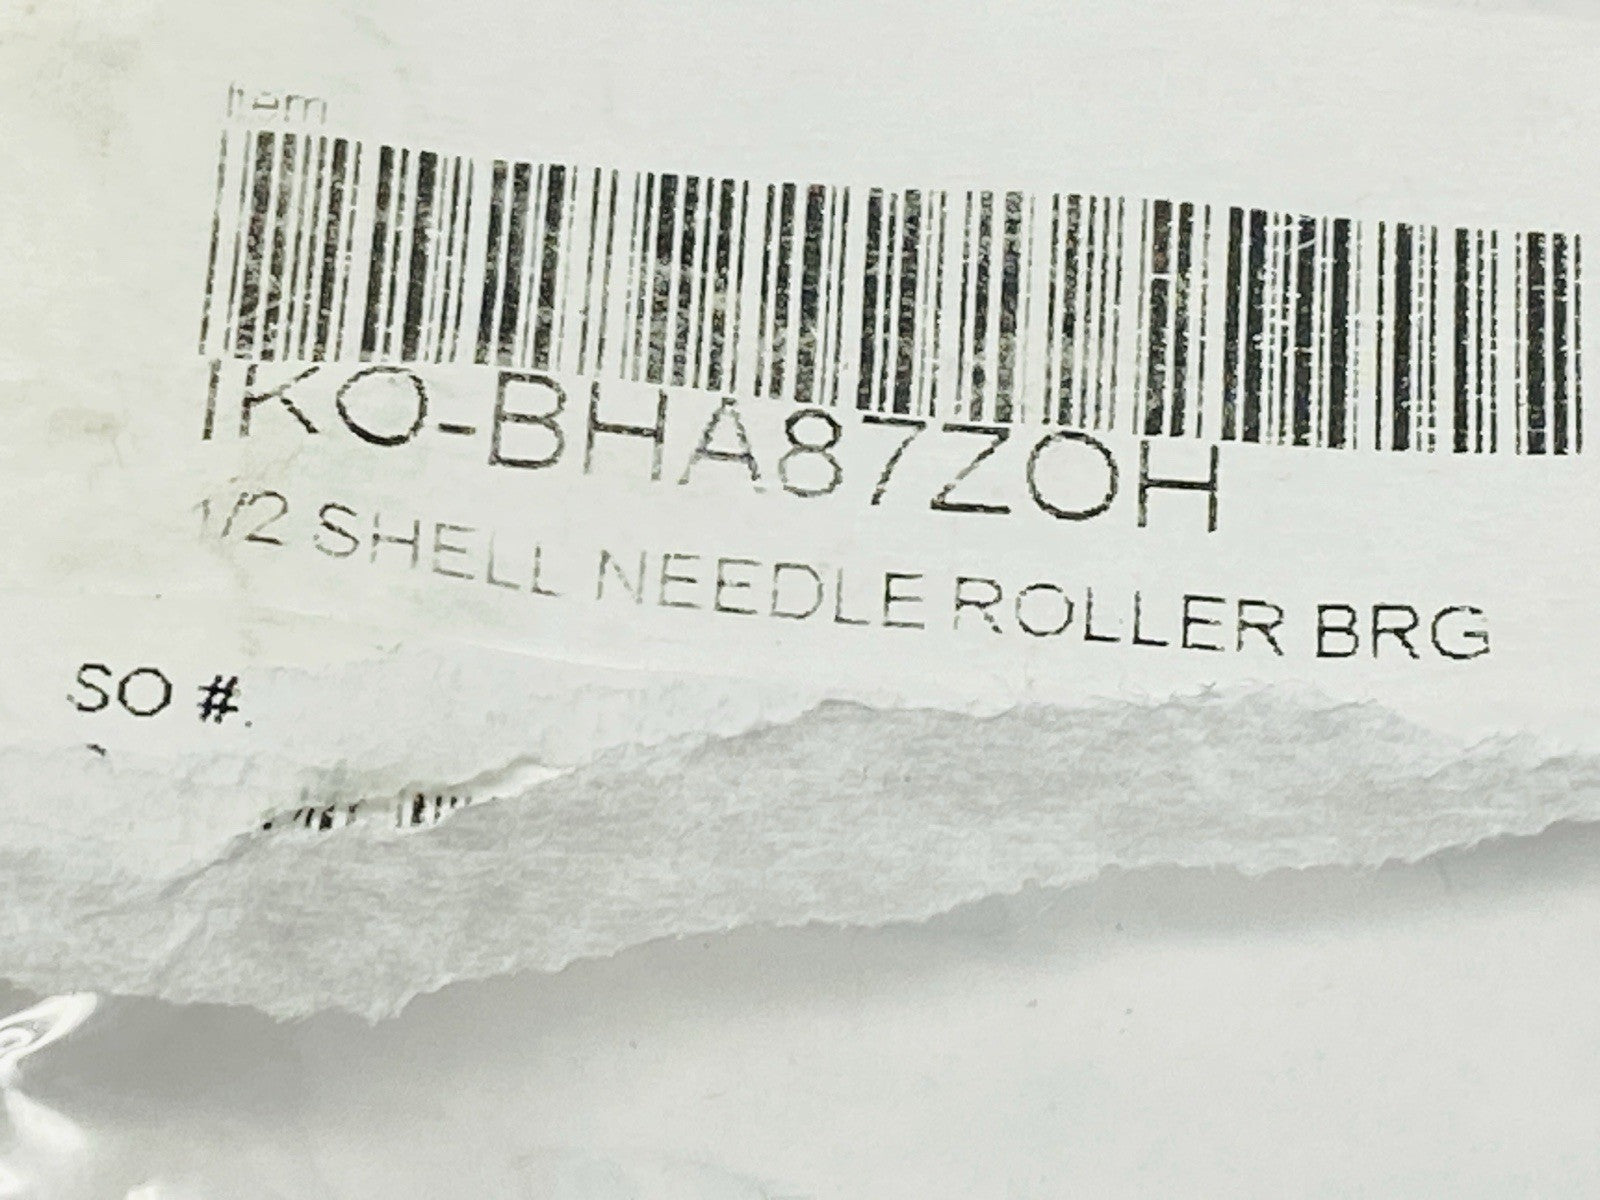 Item
IKO-BHA87ZOH
1/2 SHELL NEEDLE ROLLER BRG
SO #